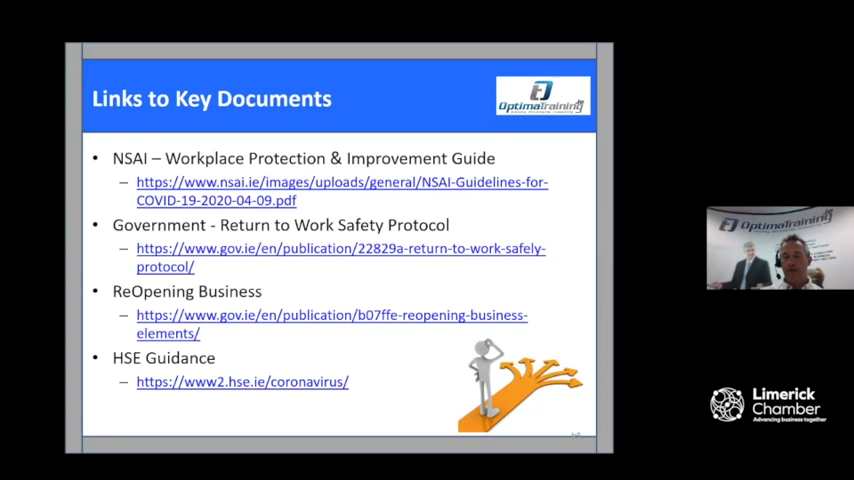 Links to Key Documents
OptimaTraining.ie
• NSAI – Workplace Protection & Improvement Guide
– https://www.nsai.ie/images/uploads/general/NSAI-Guidelines-for-
COVID-19-2020-04-09.pdf
• Government - Return to Work Safety Protocol
– https://www.gov.ie/en/publication/22829a-return-to-work-safely-
protocol/
• ReOpening Business
– https://www.gov.ie/en/publication/b07ffe-reopening-business-
elements/
• HSE Guidance
– https://www2.hse.ie/coronavirus/
OptimaTraining
Limerick
Chamber
Advancing business together